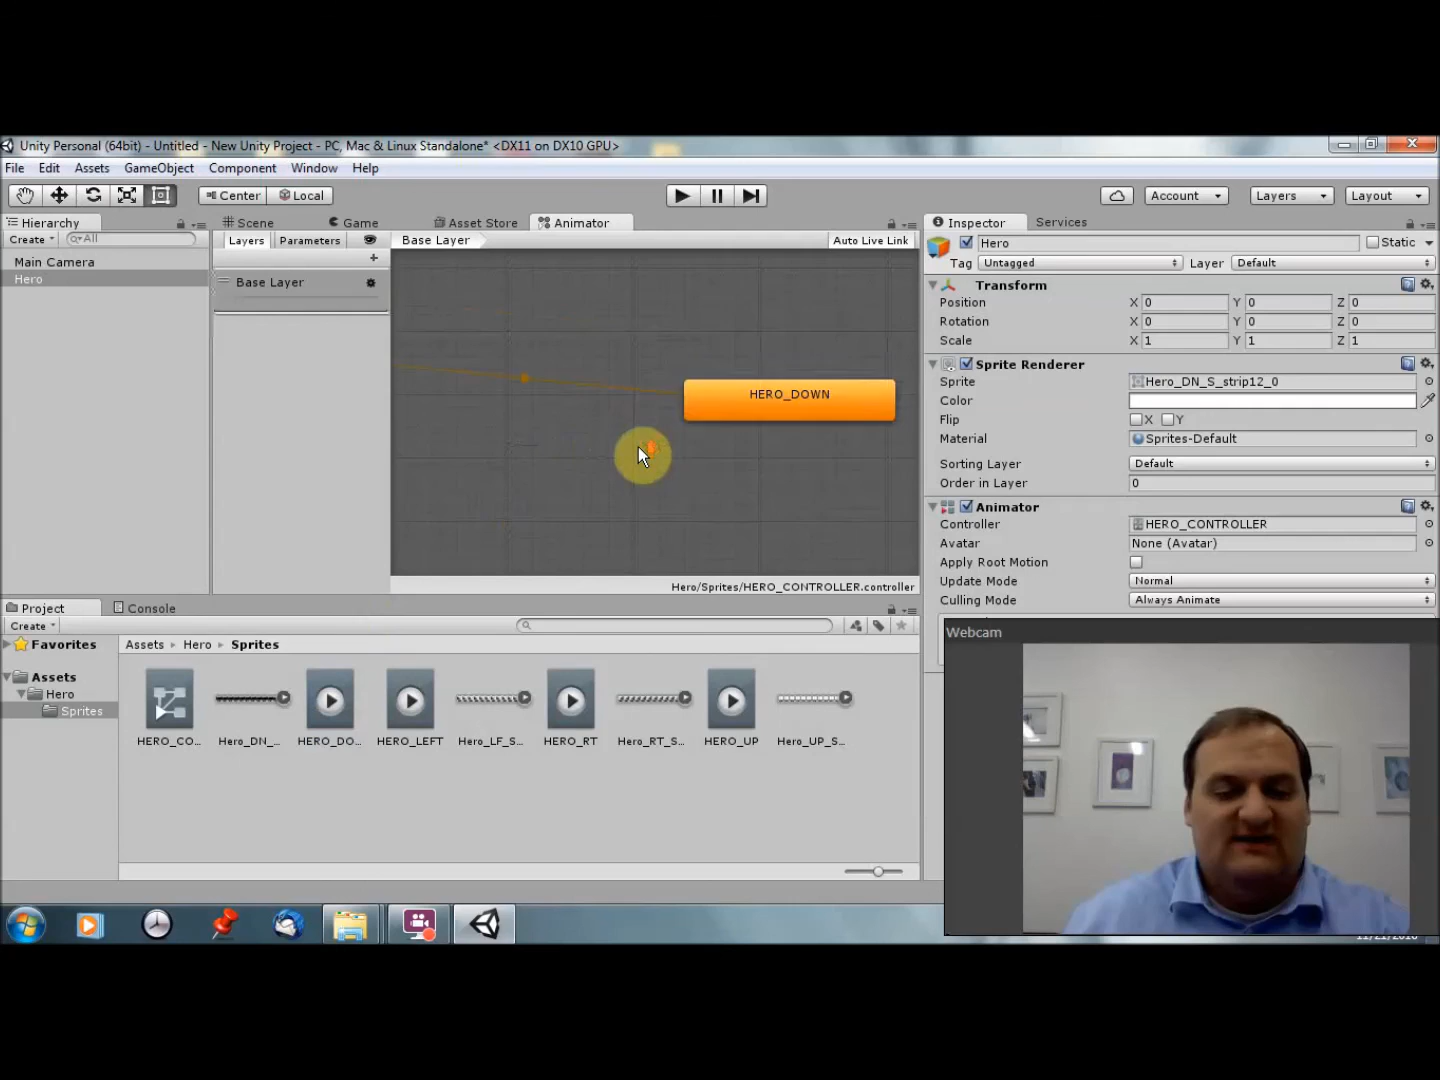 Unity Personal (64bit) - Untitled - New Unity Project - PC, Mac & Linux Standalone* <DX11 on DX10 GPU>
File Edit Assets GameObject Component Window Help
Center Local Account Layers Layout
Hierarchy
Create All
Main Camera
Hero
Scene Game Asset Store Animator
Layers Parameters Base Layer Auto Live Link
+
Base Layer
HERO_DOWN
Hero/Sprites/HERO_CONTROLLER.controller
Inspector Services
Hero Static
Tag Untagged Layer Default
Transform
Position X 0 Y 0 Z 0
Rotation X 0 Y 0 Z 0
Scale X 1 Y 1 Z 1
Sprite Renderer
Sprite Hero_DN_S_strip12_0
Color
Flip X Y
Material Sprites-Default
Sorting Layer Default
Order in Layer 0
Animator
Controller HERO_CONTROLLER
Avatar None (Avatar)
Apply Root Motion
Update Mode Normal
Culling Mode Always Animate
Project Console
Create
Favorites
Assets
Hero
Sprites
Assets Hero Sprites
HERO_CO... Hero_DN_... HERO_DO... HERO_LEFT Hero_LF_S... HERO_RT Hero_RT_S... HERO_UP Hero_UP_S...
Webcam